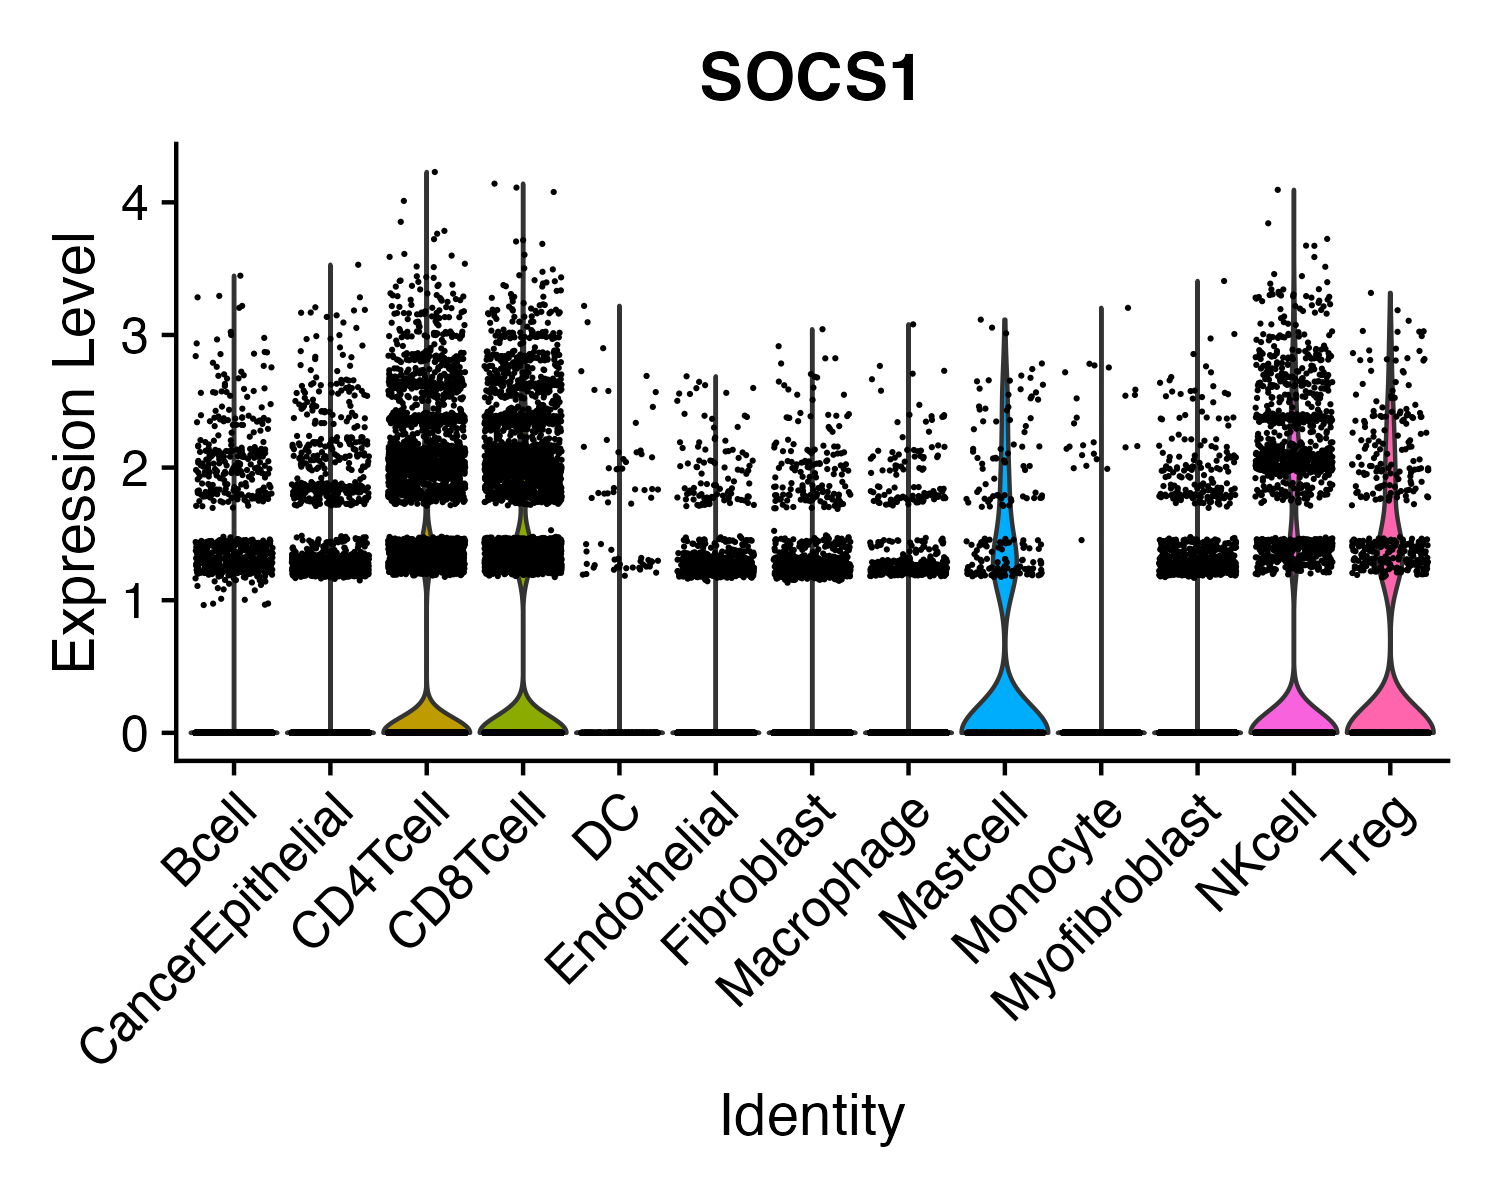 SOCS1
Expression Level
4
3
2
1
0
Bcell
CancerEpithelial
CD4Tcell
CD8Tcell
DC
Endothelial
Fibroblast
Macrophage
Mastcell
Monocyte
Myofibroblast
NKcell
Treg
Identity